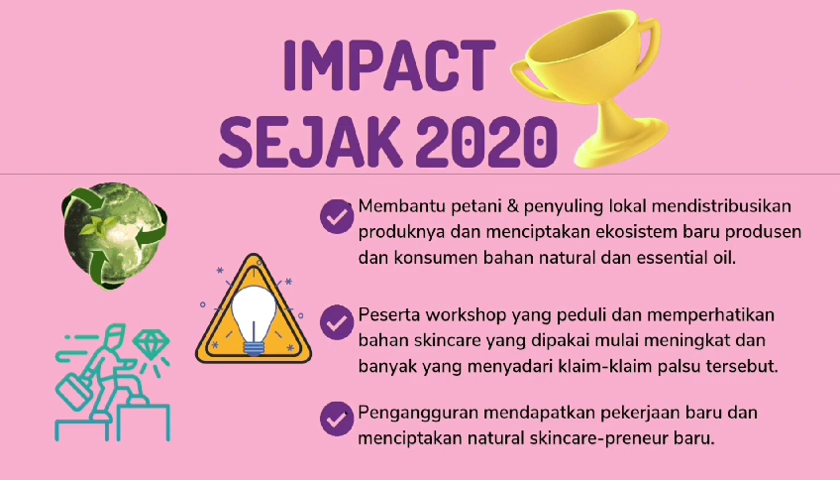 IMPACT
SEJAK 2020
Membantu petani & penyuling lokal mendistribusikan
produknya dan menciptakan ekosistem baru produsen
dan konsumen bahan natural dan essential oil.
Peserta workshop yang peduli dan memperhatikan
bahan skincare yang dipakai mulai meningkat dan
banyak yang menyadari klaim-klaim palsu tersebut.
Pengangguran mendapatkan pekerjaan baru dan
menciptakan natural skincare-preneur baru.